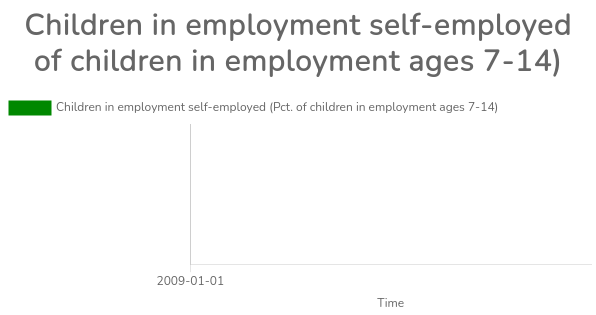 Children in employment self-employed
of children in employment ages 7-14)
Children in employment self-employed (Pct. of children in employment ages 7-14)
2009-01-01
Time